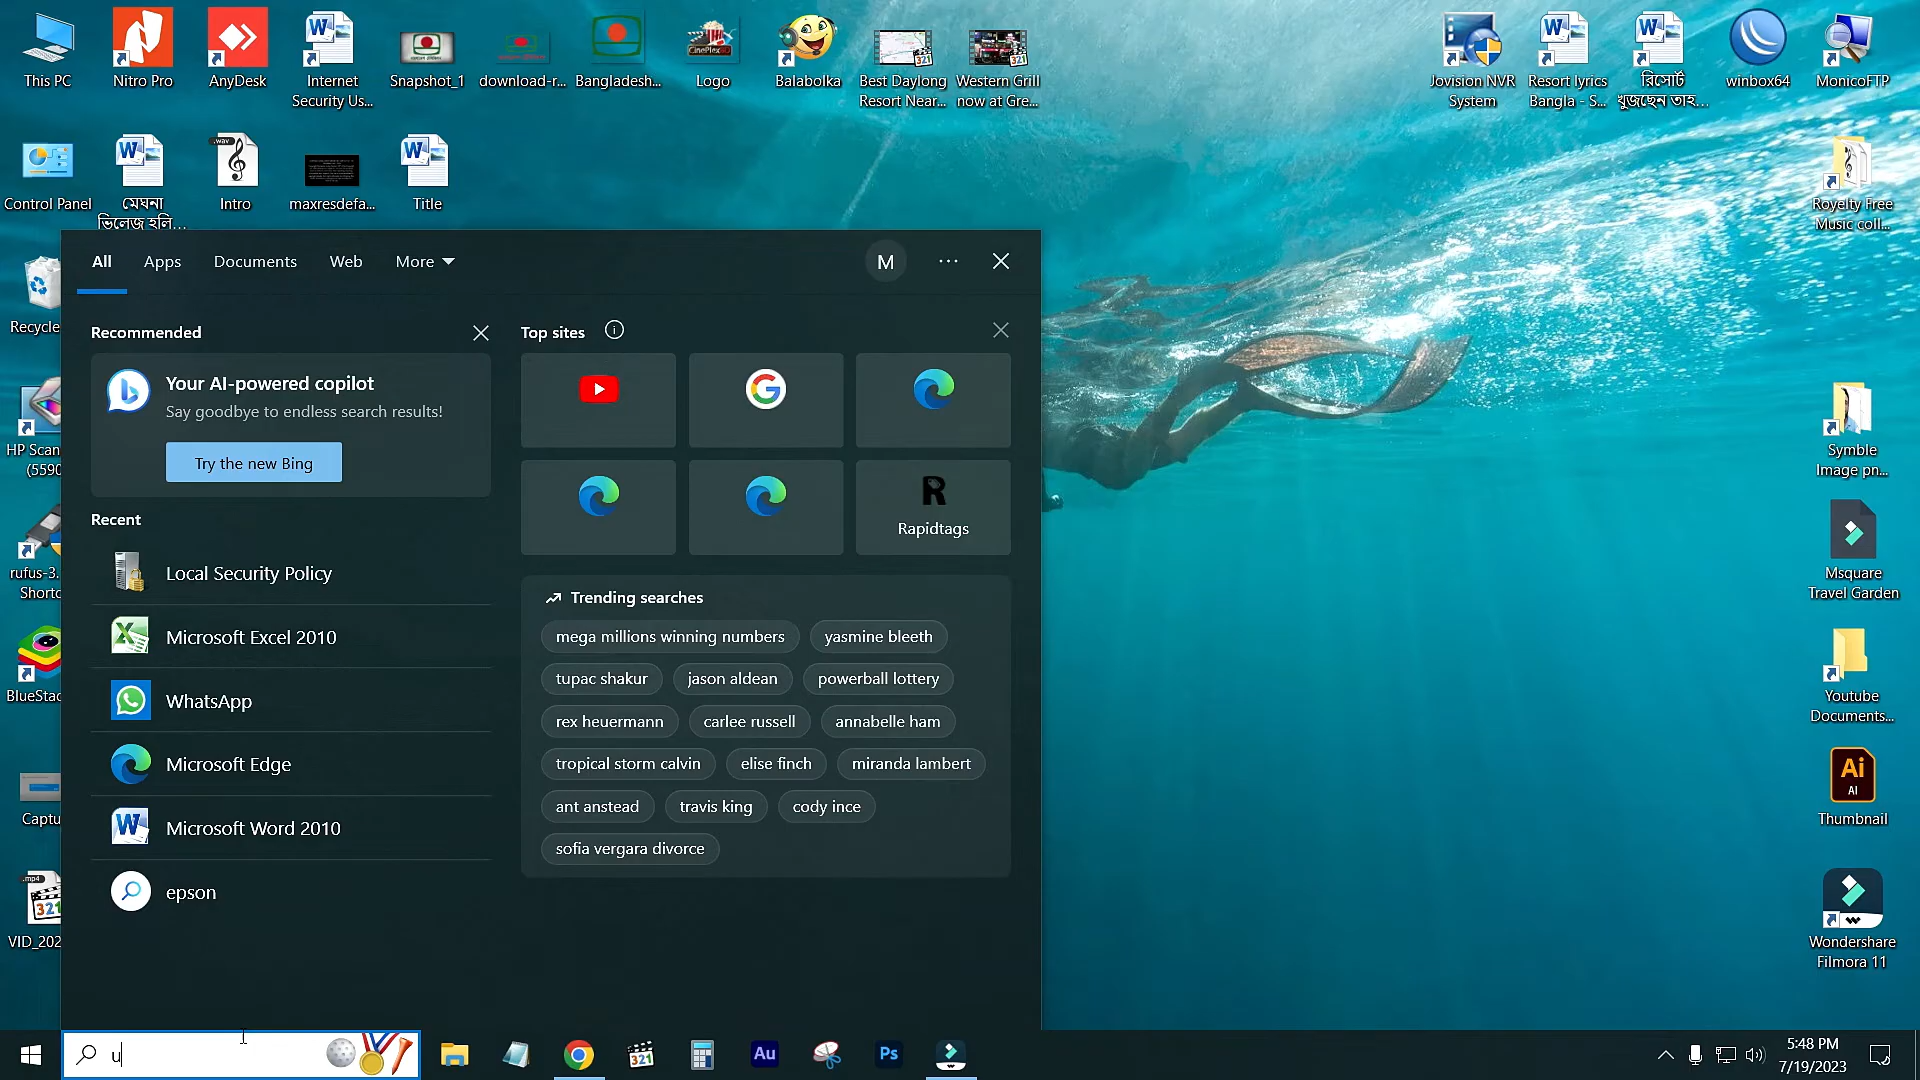 This PC
Nitro Pro
AnyDesk
Internet
Security Us...
Snapshot_1
download-r...
Bangladesh...
Logo
Balabolka
Best Daylong
Resort Near...
Western Grill
now at Gre...
Jovision NVR
System
Resort lyrics
Bangla - S...
রিসোর্ট
খুজছেন তাহ...
winbox64
MonicoFTP
Control Panel
মেঘনা
ভিলেজ হলি...
.wav
Intro
maxresdefa...
Title
Royelty Free
Music coll...
All
Apps
Documents
Web
More
M
Recycle
Recommended
Your AI-powered copilot
Say goodbye to endless search results!
Try the new Bing
Top sites
Rapidtags
HP Scan
(5590
Recent
Local Security Policy
Microsoft Excel 2010
WhatsApp
Microsoft Edge
Microsoft Word 2010
epson
Trending searches
mega millions winning numbers
yasmine bleeth
tupac shakur
jason aldean
powerball lottery
rex heuermann
carlee russell
annabelle ham
tropical storm calvin
elise finch
miranda lambert
ant anstead
travis king
cody ince
sofia vergara divorce
rufus-3.
Shortc
BlueStac
Captu
.mp4
321
VID_202
Symble
Image pn...
Msquare
Travel Garden
Youtube
Documents...
Ai
AI
Thumbnail
Wondershare
Filmora 11
u
321
Au
Ps
5:48 PM
7/19/2023